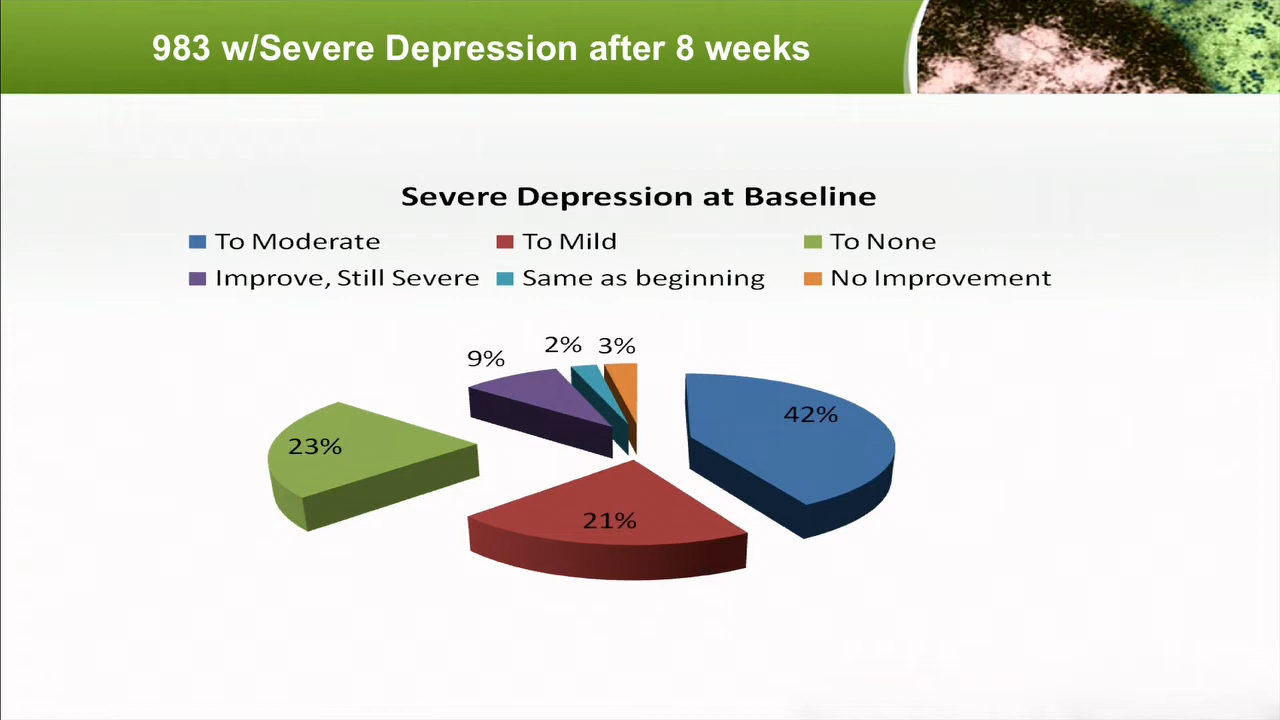 983 w/Severe Depression after 8 weeks
Severe Depression at Baseline
To Moderate
To Mild
To None
Improve, Still Severe
Same as beginning
No Improvement
9%
2%
3%
42%
23%
21%